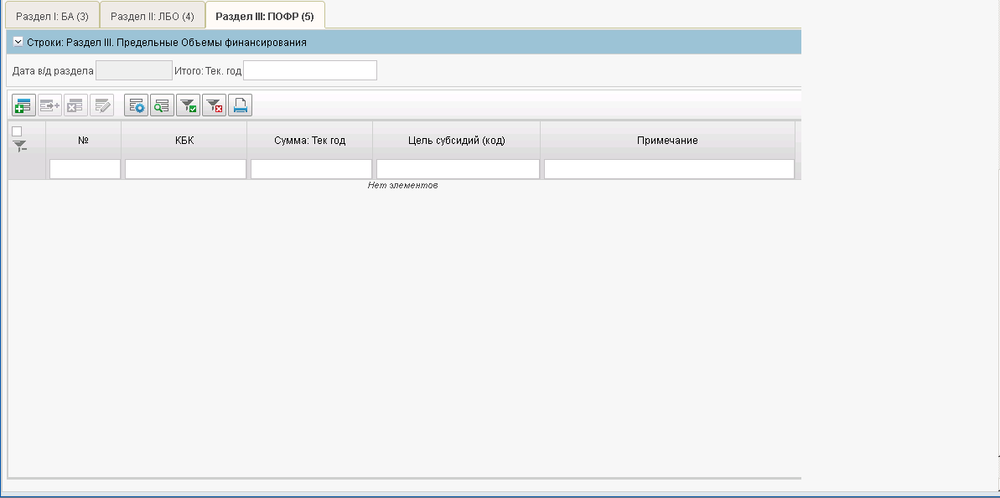 Раздел I: БА (3) Раздел II: ЛБО (4) Раздел III: ПОФР (5)
Строки: Раздел III. Предельные Объемы финансирования
Дата в/д раздела Итого: Тек. год
№ КБК Сумма: Тек год Цель субсидий (код) Примечание
Нет элементов